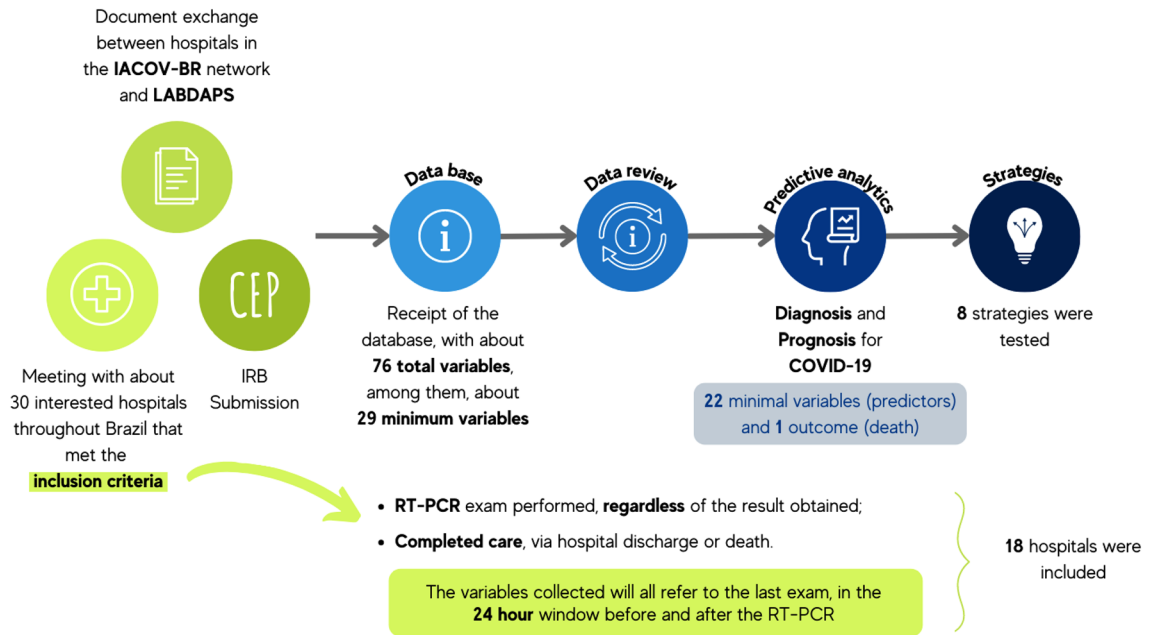 Document exchange
between hospitals in
the IACOV-BR network
and LABDAPS
CEP
Meeting with about
30 interested hospitals
throughout Brazil that
met the
inclusion criteria
IRB
Submission
Data base
i
Receipt of the
database, with about
76 total variables,
among them, about
29 minimum variables
Data review
i
Predictive analytics
Diagnosis and
Prognosis for
COVID-19
22 minimal variables (predictors)
and 1 outcome (death)
Strategies
8 strategies were
tested
• RT-PCR exam performed, regardless of the result obtained;
• Completed care, via hospital discharge or death.
The variables collected will all refer to the last exam, in the
24 hour window before and after the RT-PCR
18 hospitals were
included